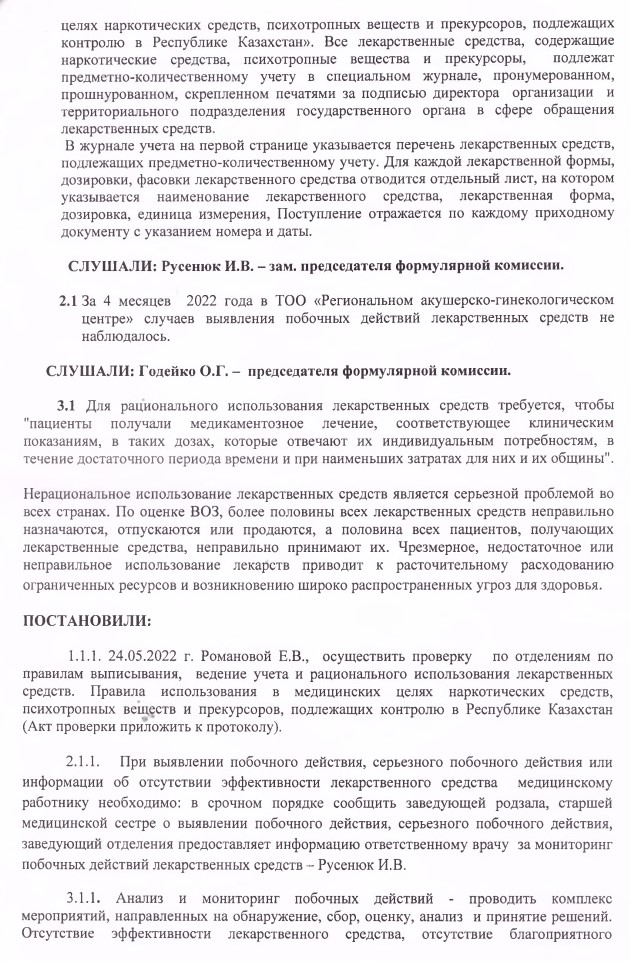 целях наркотических средств, психотропных веществ и прекурсоров, подлежащих
контролю в Республике Казахстан». Все лекарственные средства, содержащие
наркотические средства, психотропные вещества и прекурсоры, подлежат
предметно-количественному учету в специальном журнале, пронумерованном,
прошнурованном, скрепленном печатями за подписью директора организации и
территориального подразделения государственного органа в сфере обращения
лекарственных средств.
В журнале учета на первой странице указывается перечень лекарственных средств,
подлежащих предметно-количественному учету. Для каждой лекарственной формы,
дозировки, фасовки лекарственного средства отводится отдельный лист, на котором
указывается наименование лекарственного средства, лекарственная форма,
дозировка, единица измерения, Поступление отражается по каждому приходному
документу с указанием номера и даты.
СЛУШАЛИ: Русенюк И.В. – зам. председателя формулярной комиссии.
2.1 За 4 месяцев 2022 года в ТОО «Региональном акушерско-гинекологическом
центре» случаев выявления побочных действий лекарственных средств не
наблюдалось.
СЛУШАЛИ: Годейко О.Г. – председателя формулярной комиссии.
3.1 Для рационального использования лекарственных средств требуется, чтобы
"пациенты получали медикаментозное лечение, соответствующее клиническим
показаниям, в таких дозах, которые отвечают их индивидуальным потребностям, в
течение достаточного периода времени и при наименьших затратах для них и их общины".
Нерациональное использование лекарственных средств является серьезной проблемой во
всех странах. По оценке ВОЗ, более половины всех лекарственных средств неправильно
назначаются, отпускаются или продаются, а половина всех пациентов, получающих
лекарственные средства, неправильно принимают их. Чрезмерное, недостаточное или
неправильное использование лекарств приводит к расточительному расходованию
ограниченных ресурсов и возникновению широко распространенных угроз для здоровья.
ПОСТАНОВИЛИ:
1.1.1. 24.05.2022 г. Романовой Е.В., осуществить проверку по отделениям по
правилам выписывания, ведение учета и рационального использования лекарственных
средств. Правила использования в медицинских целях наркотических средств,
психотропных веществ и прекурсоров, подлежащих контролю в Республике Казахстан
(Акт проверки приложить к протоколу).
2.1.1. При выявлении побочного действия, серьезного побочного действия или
информации об отсутствии эффективности лекарственного средства медицинскому
работнику необходимо: в срочном порядке сообщить заведующей родзала, старшей
медицинской сестре о выявлении побочного действия, серьезного побочного действия,
заведующий отделения предоставляет информацию ответственному врачу за мониторинг
побочных действий лекарственных средств – Русенюк И.В.
3.1.1. Анализ и мониторинг побочных действий - проводить комплекс
мероприятий, направленных на обнаружение, сбор, оценку, анализ и принятие решений.
Отсутствие эффективности лекарственного средства, отсутствие благоприятного